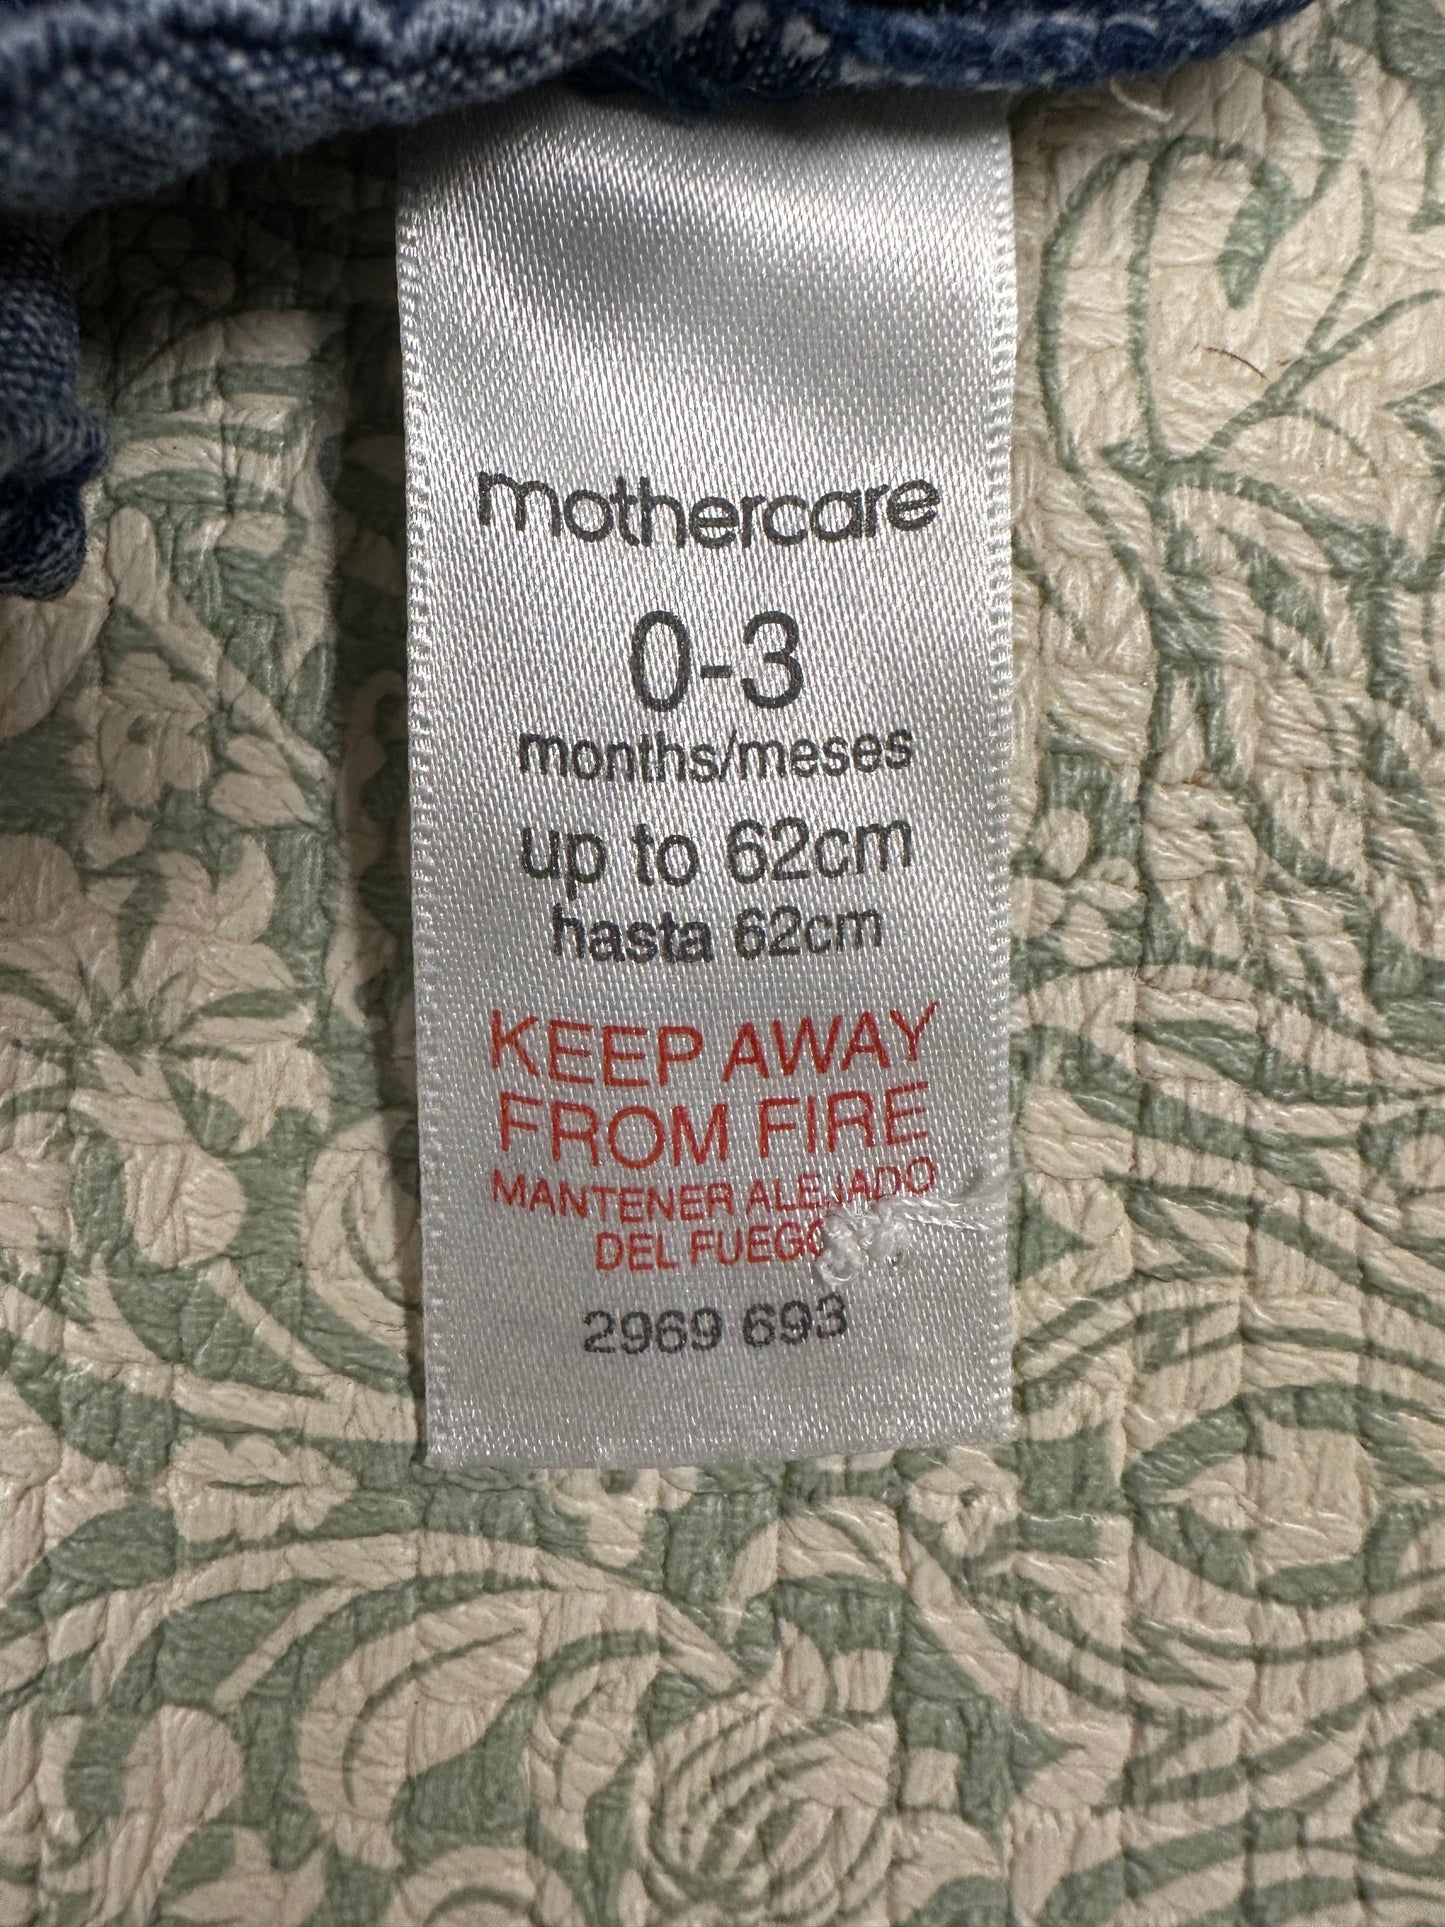 mothercare
0-3
months/meses
up to 62cm
hasta 62cm
KEEP AWAY
FROM FIRE
MANTENER ALEJADO
DEL FUEGO
2969 693